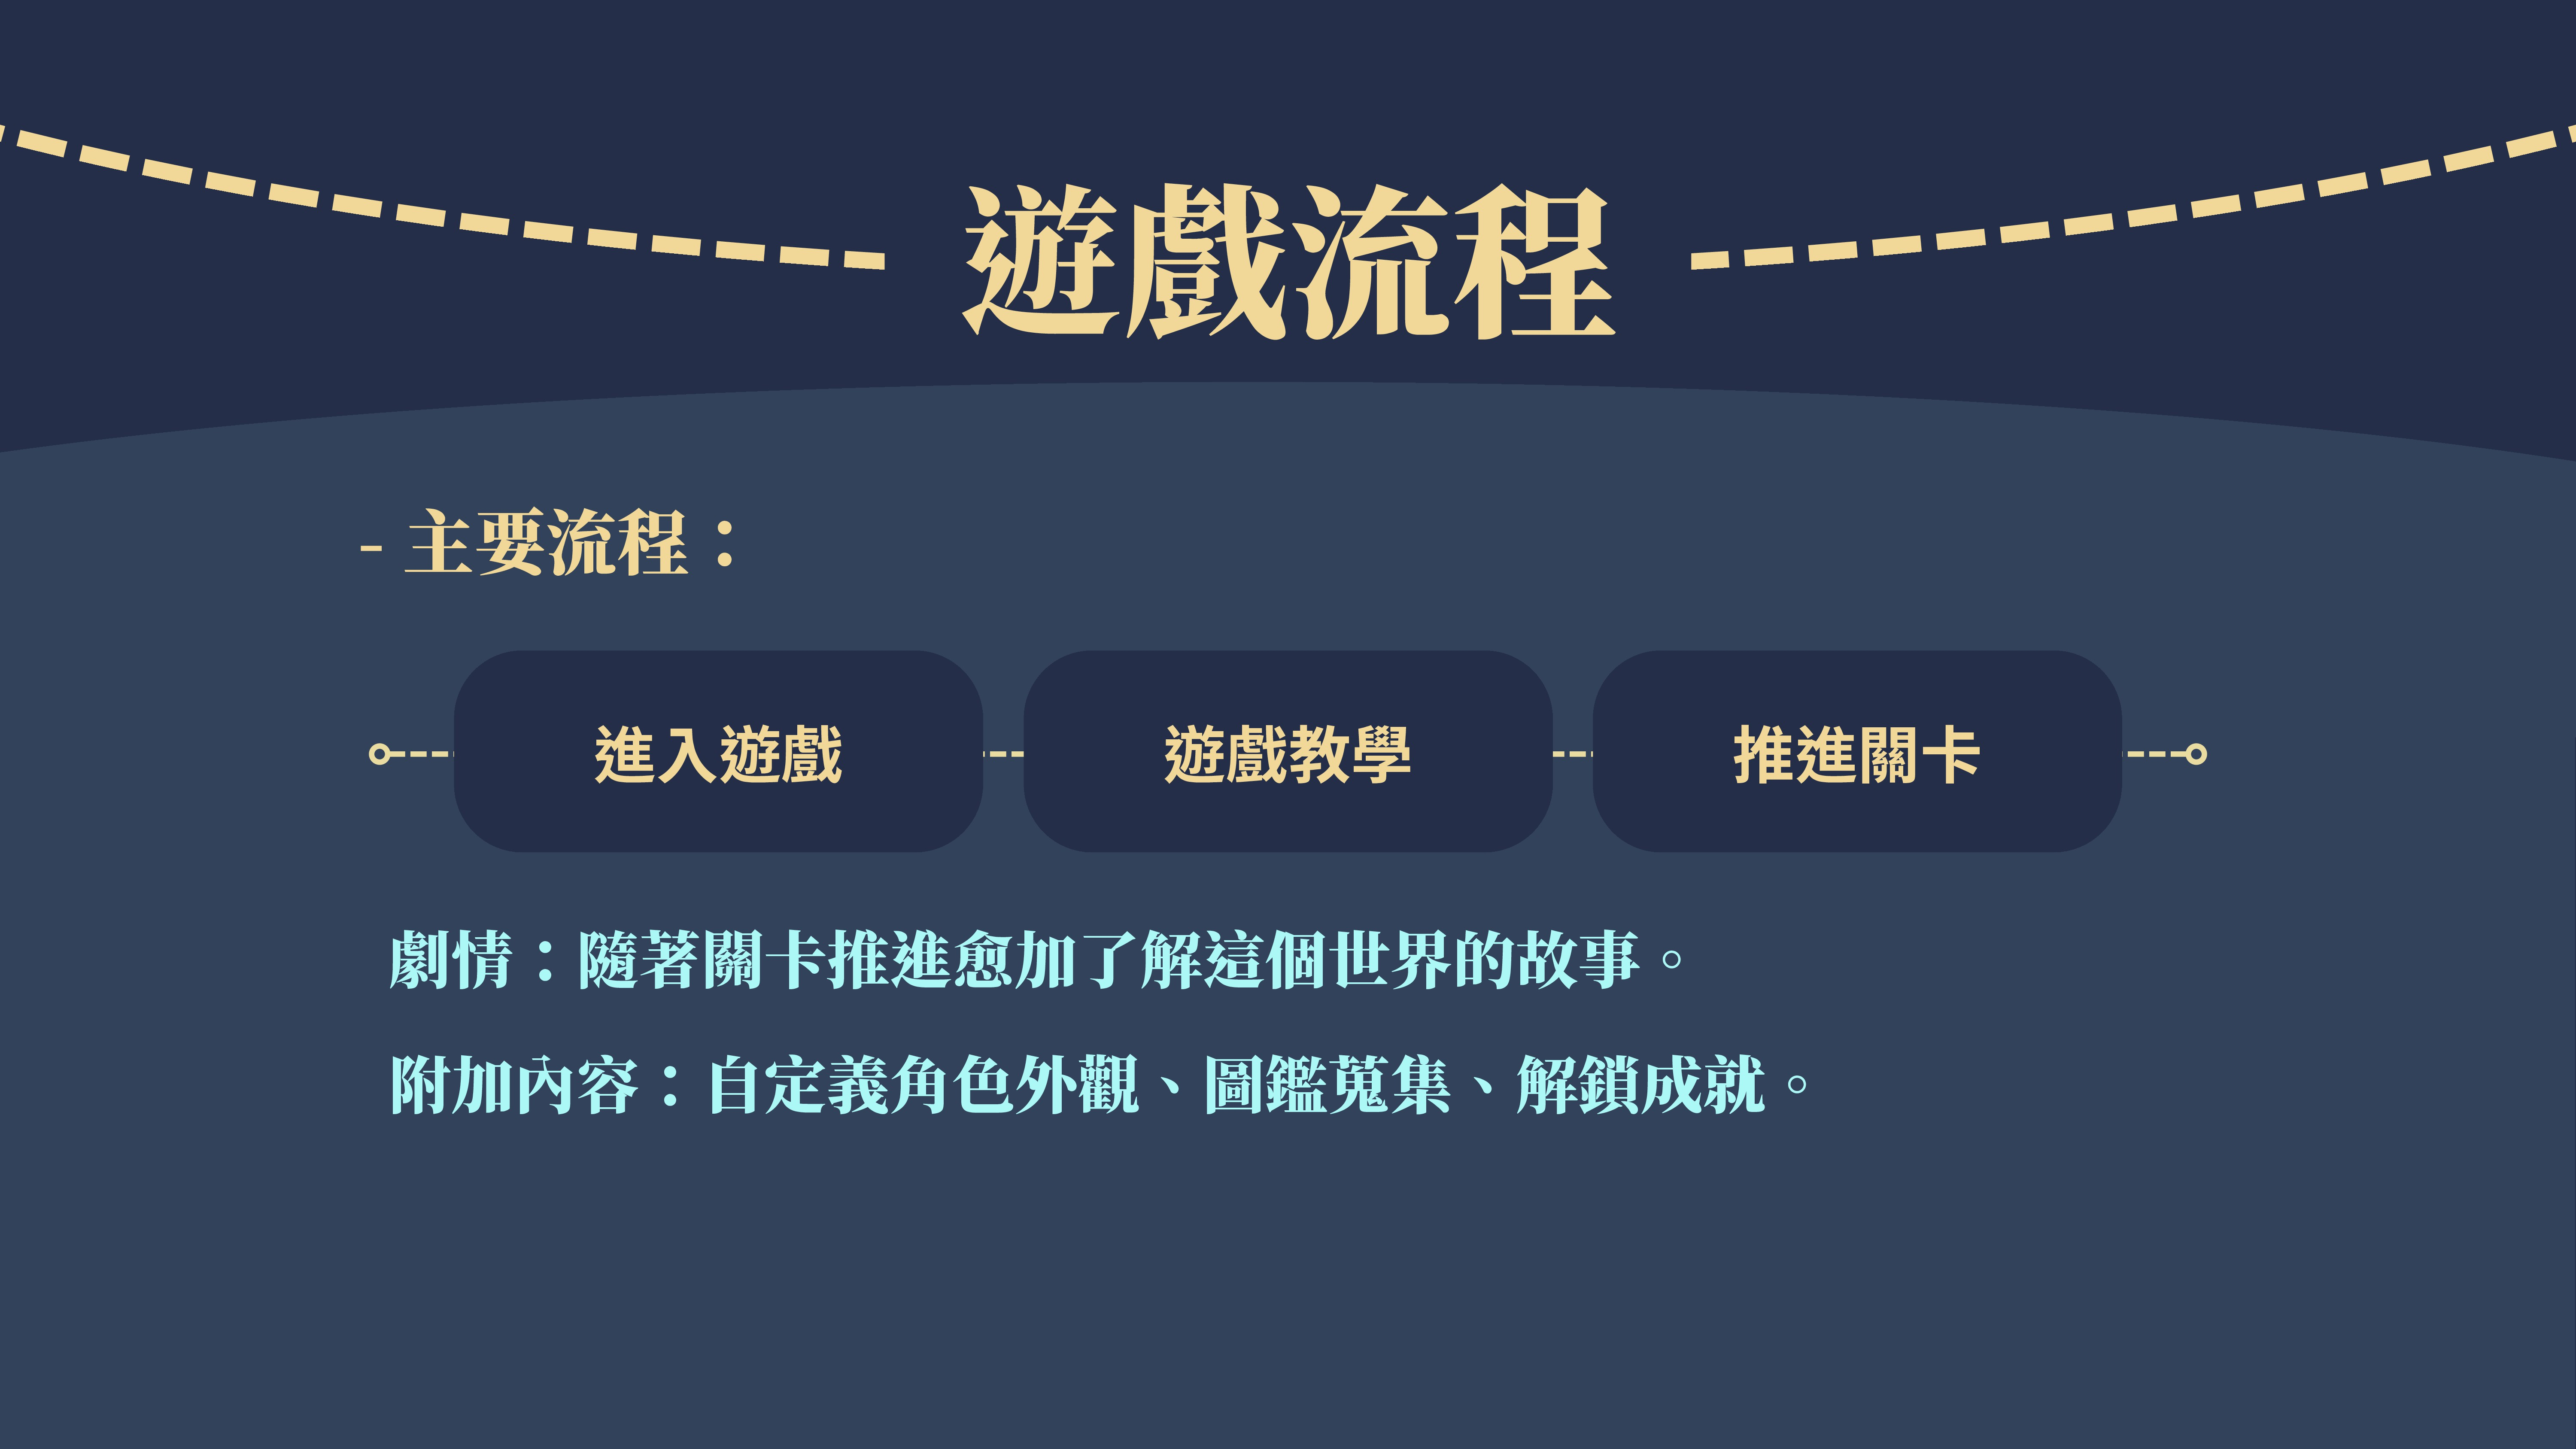 遊戲流程
- 主要流程：
進入遊戲
遊戲教學
推進關卡
劇情：隨著關卡推進愈加了解這個世界的故事。
附加內容：自定義角色外觀、圖鑑蒐集、解鎖成就。